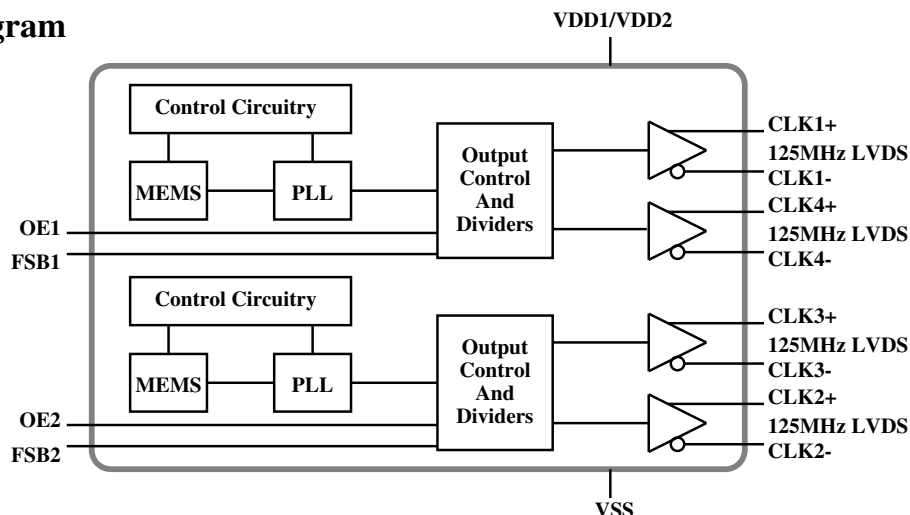 gram
VDD1/VDD2
Control Circuitry
MEMS
PLL
Output
Control
And
Dividers
CLK1+
125MHz LVDS
CLK1-
CLK4+
125MHz LVDS
CLK4-
OE1
FSB1
Control Circuitry
MEMS
PLL
Output
Control
And
Dividers
CLK3+
125MHz LVDS
CLK3-
CLK2+
125MHz LVDS
CLK2-
OE2
FSB2
VSS